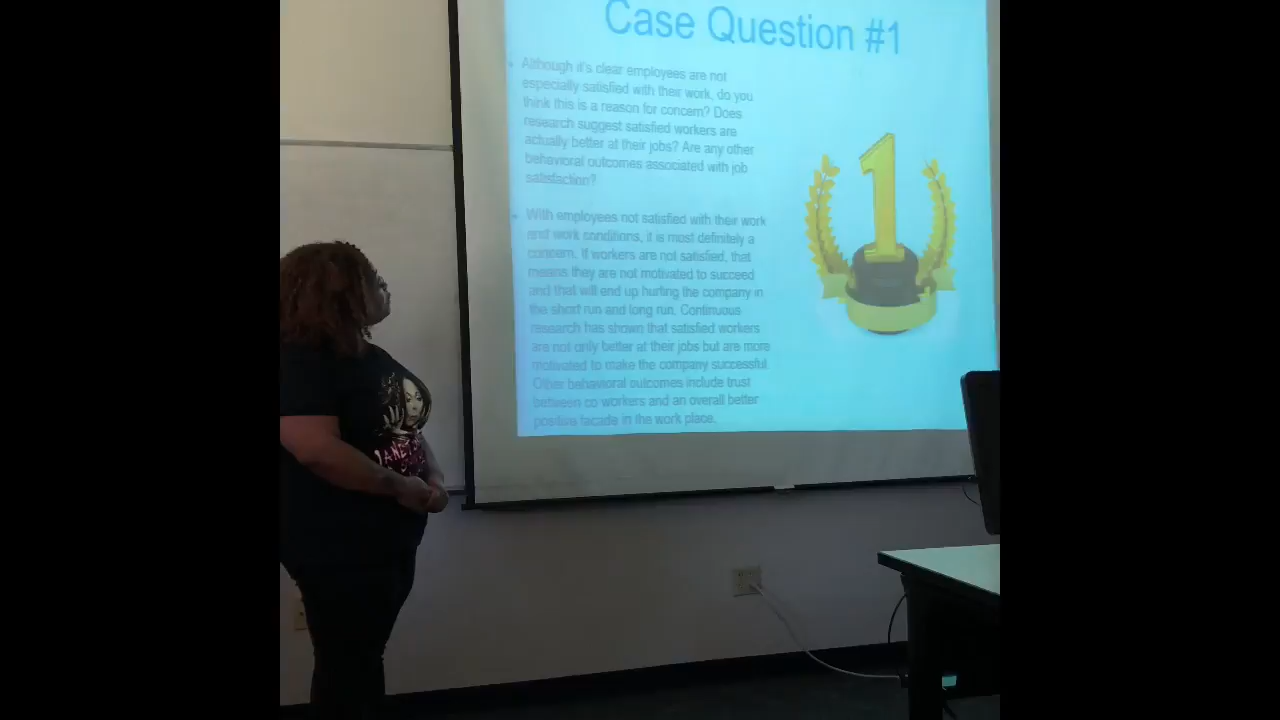 Case Question #1
Although it's clear employees are not
especially satisfied with their work, do you
think this is a reason for concern? Does
research suggest satisfied workers are
actually better at their jobs? Are any other
behavioral outcomes associated with job
satisfaction?
With employees not satisfied with their work
and work conditions, it is most definitely a
concern. If workers are not satisfied, that
means they are not motivated to succeed
and that will end up hurting the company in
the short run and long run. Continuous
research has shown that satisfied workers
are not only better at their jobs but are more
motivated to make the company successful.
Other behavioral outcomes include trust
between co workers and an overall better
positive facade in the work place.
1
JANET